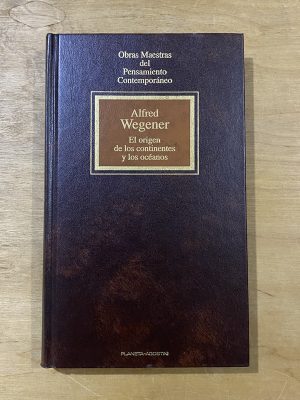 Obras Maestras
del
Pensamiento
Contemporáneo
Alfred
Wegener
El origen
de los continentes
y los océanos
PLANETA-AGOSTINI